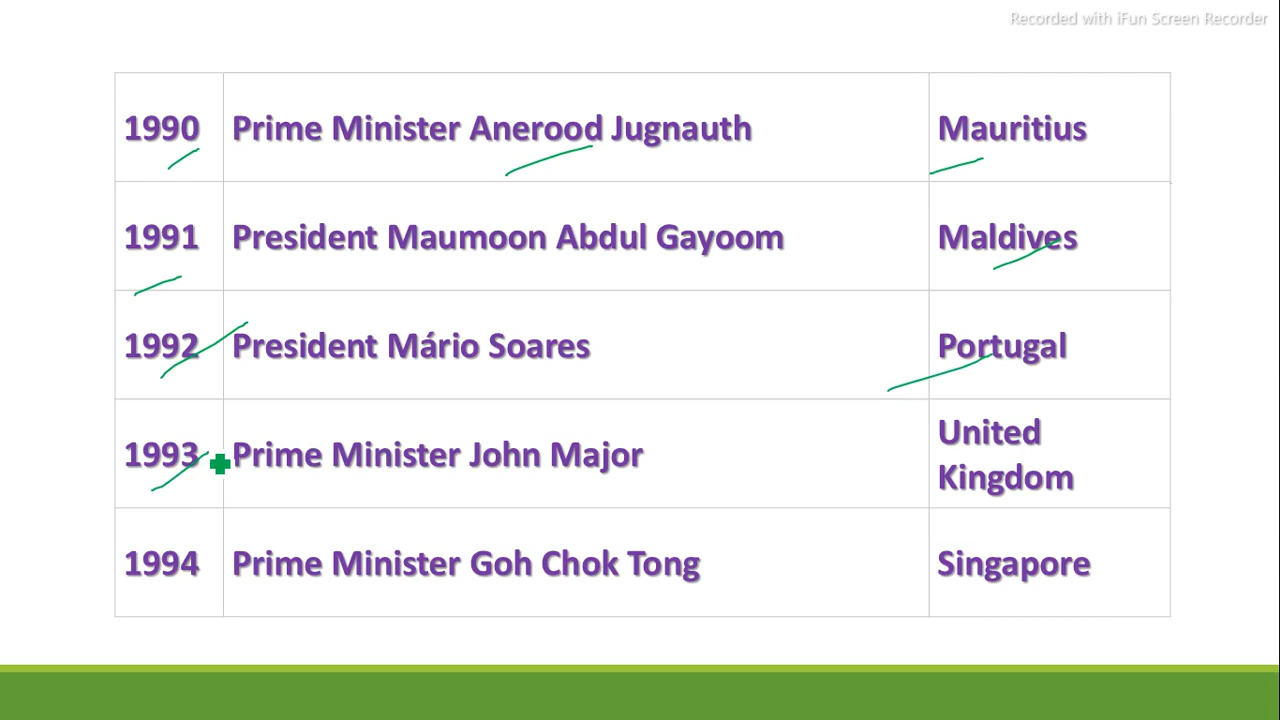 Recorded with iFun Screen Recorder
1990 Prime Minister Anerood Jugnauth Mauritius
1991 President Maumoon Abdul Gayoom Maldives
1992 President Mário Soares Portugal
1993 Prime Minister John Major United Kingdom
1994 Prime Minister Goh Chok Tong Singapore